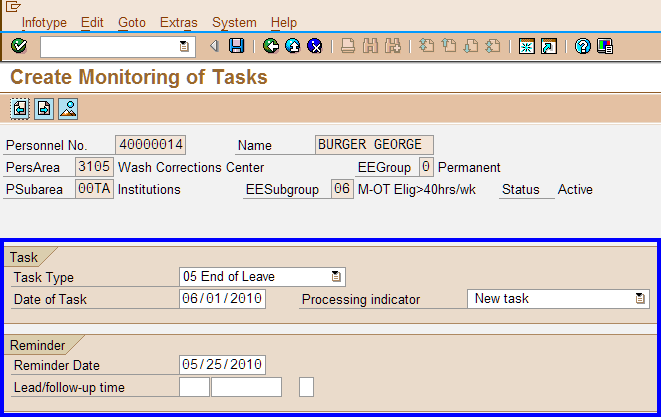 Infotype Edit Goto Extras System Help
Create Monitoring of Tasks
Personnel No. 40000014 Name BURGER GEORGE
PersArea 3105 Wash Corrections Center EEGroup 0 Permanent
PSubarea 00TA Institutions EESubgroup 06 M-OT Elig>40hrs/wk Status Active
Task
Task Type 05 End of Leave
Date of Task 06/01/2010 Processing indicator New task
Reminder
Reminder Date 05/25/2010
Lead/follow-up time